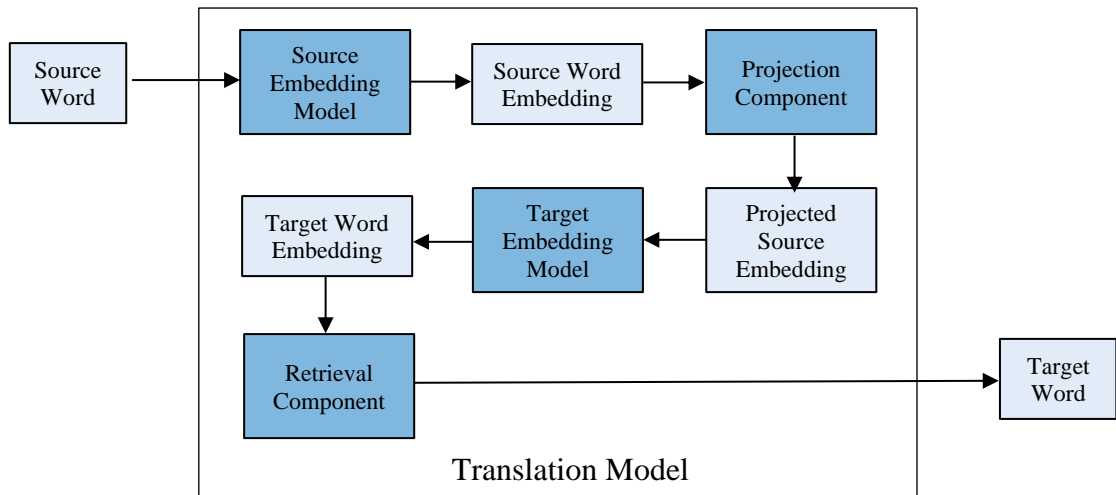 Source
Word
Source
Embedding
Model
Source Word
Embedding
Projection
Component
Target Word
Embedding
Target
Embedding
Model
Projected
Source
Embedding
Retrieval
Component
Target
Word
Translation Model